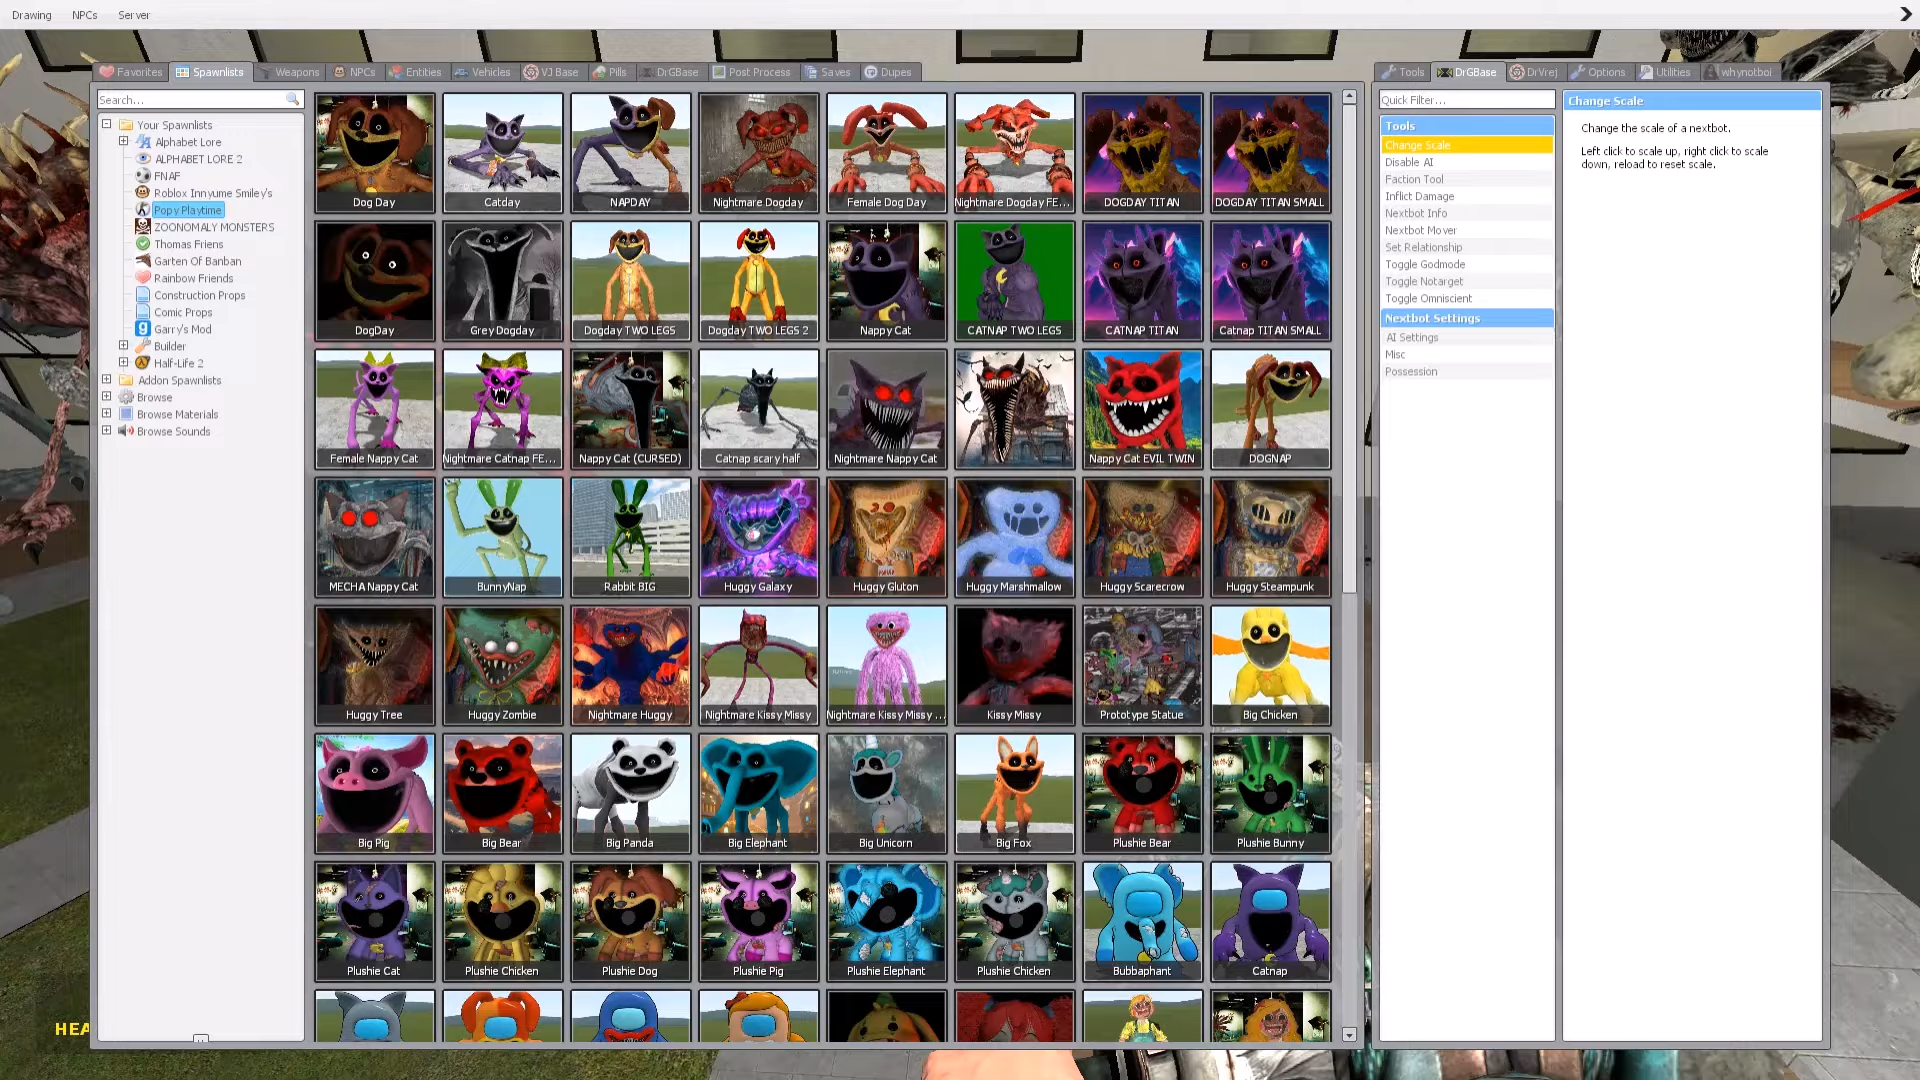 Drawing NPCs Server
Favorites Spawnlists Weapons NPCs Entities Vehicles VJ Base Pills DrGBase Post Process Saves Dupes
Tools DrGBase DrVrej Options Utilities whynotboi
Search...
Your Spawnlists
Alphabet Lore
ALPHABET LORE 2
FNAF
Roblox Innyume Smiley's
Popy Playtime
ZOONOMALY MONSTERS
Thomas Friens
Garten Of Banban
Rainbow Friends
Construction Props
Comic Props
Garry's Mod
Builder
Half-Life 2
Addon Spawnlists
Browse
Browse Materials
Browse Sounds
Dog Day Catday NAPDAY Nightmare Dogday Female Dog Day Nightmare Dogday FE... DOGDAY TITAN DOGDAY TITAN SMALL
DogDay Grey Dogday Dogday TWO LEGS Dogday TWO LEGS 2 Nappy Cat CATNAP TWO LEGS CATNAP TITAN Catnap TITAN SMALL
Female Nappy Cat Nightmare Catnap FE... Nappy Cat (CURSED) Catnap scary half Nightmare Nappy Cat Nappy Cat EVIL TWIN DOGNAP
MECHA Nappy Cat BunnyNap Rabbit BIG Huggy Galaxy Huggy Gluton Huggy Marshmallow Huggy Scarecrow Huggy Steampunk
Huggy Tree Huggy Zombie Nightmare Huggy Nightmare Kissy Missy Nightmare Kissy Missy ... Kissy Missy Prototype Statue Big Chicken
Big Pig Big Bear Big Panda Big Elephant Big Unicorn Big Fox Plushie Bear Plushie Bunny
Plushie Cat Plushie Chicken Plushie Dog Plushie Pig Plushie Elephant Plushie Chicken Bubbaphant Catnap
Quick Filter...
Tools
Change Scale
Disable AI
Faction Tool
Inflict Damage
Nextbot Info
Nextbot Mover
Set Relationship
Toggle Godmode
Toggle Notarget
Toggle Omniscient
Nextbot Settings
AI Settings
Misc
Possession
Change Scale
Change the scale of a nextbot.
Left click to scale up, right click to scale
down, reload to reset scale.
HEA